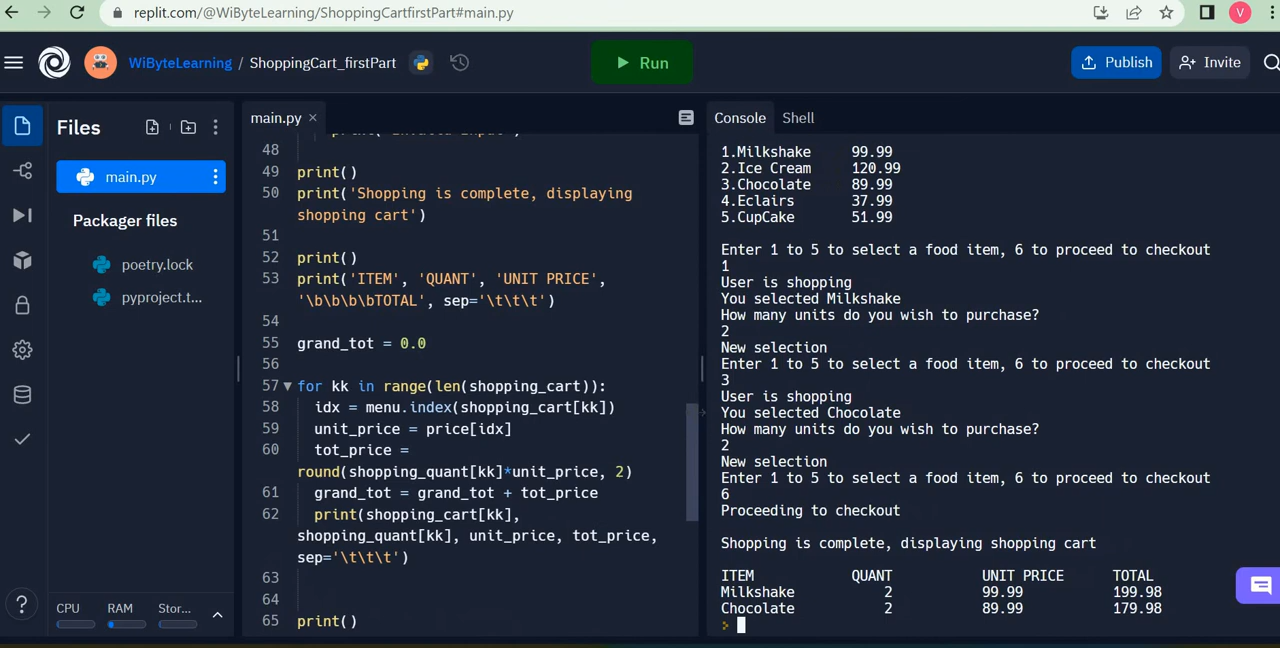 replit.com/@WiByteLearning/ShoppingCartfirstPart#main.py
V
WiByteLearning / ShoppingCart_firstPart
Run
Publish
Invite
Files
main.py
Packager files
poetry.lock
pyproject.t...
CPU
RAM
Stor...
?
main.py ×
48
49 print()
50 print('Shopping is complete, displaying
shopping cart')
51
52 print()
53 print('ITEM', 'QUANT', 'UNIT PRICE',
'\b\b\b\bTOTAL', sep='\t\t\t')
54
55 grand_tot = 0.0
56
57 for kk in range(len(shopping_cart)):
58 idx = menu.index(shopping_cart[kk])
59 unit_price = price[idx]
60 tot_price =
round(shopping_quant[kk]*unit_price, 2)
61 grand_tot = grand_tot + tot_price
62 print(shopping_cart[kk],
shopping_quant[kk], unit_price, tot_price,
sep='\t\t\t')
63
64
65 print()
Console Shell
1.Milkshake 99.99
2.Ice Cream 120.99
3.Chocolate 89.99
4.Eclairs 37.99
5.CupCake 51.99
Enter 1 to 5 to select a food item, 6 to proceed to checkout
1
User is shopping
You selected Milkshake
How many units do you wish to purchase?
2
New selection
Enter 1 to 5 to select a food item, 6 to proceed to checkout
3
User is shopping
You selected Chocolate
How many units do you wish to purchase?
2
New selection
Enter 1 to 5 to select a food item, 6 to proceed to checkout
6
Proceeding to checkout
Shopping is complete, displaying shopping cart
ITEM QUANT UNIT PRICE TOTAL
Milkshake 2 99.99 199.98
Chocolate 2 89.99 179.98